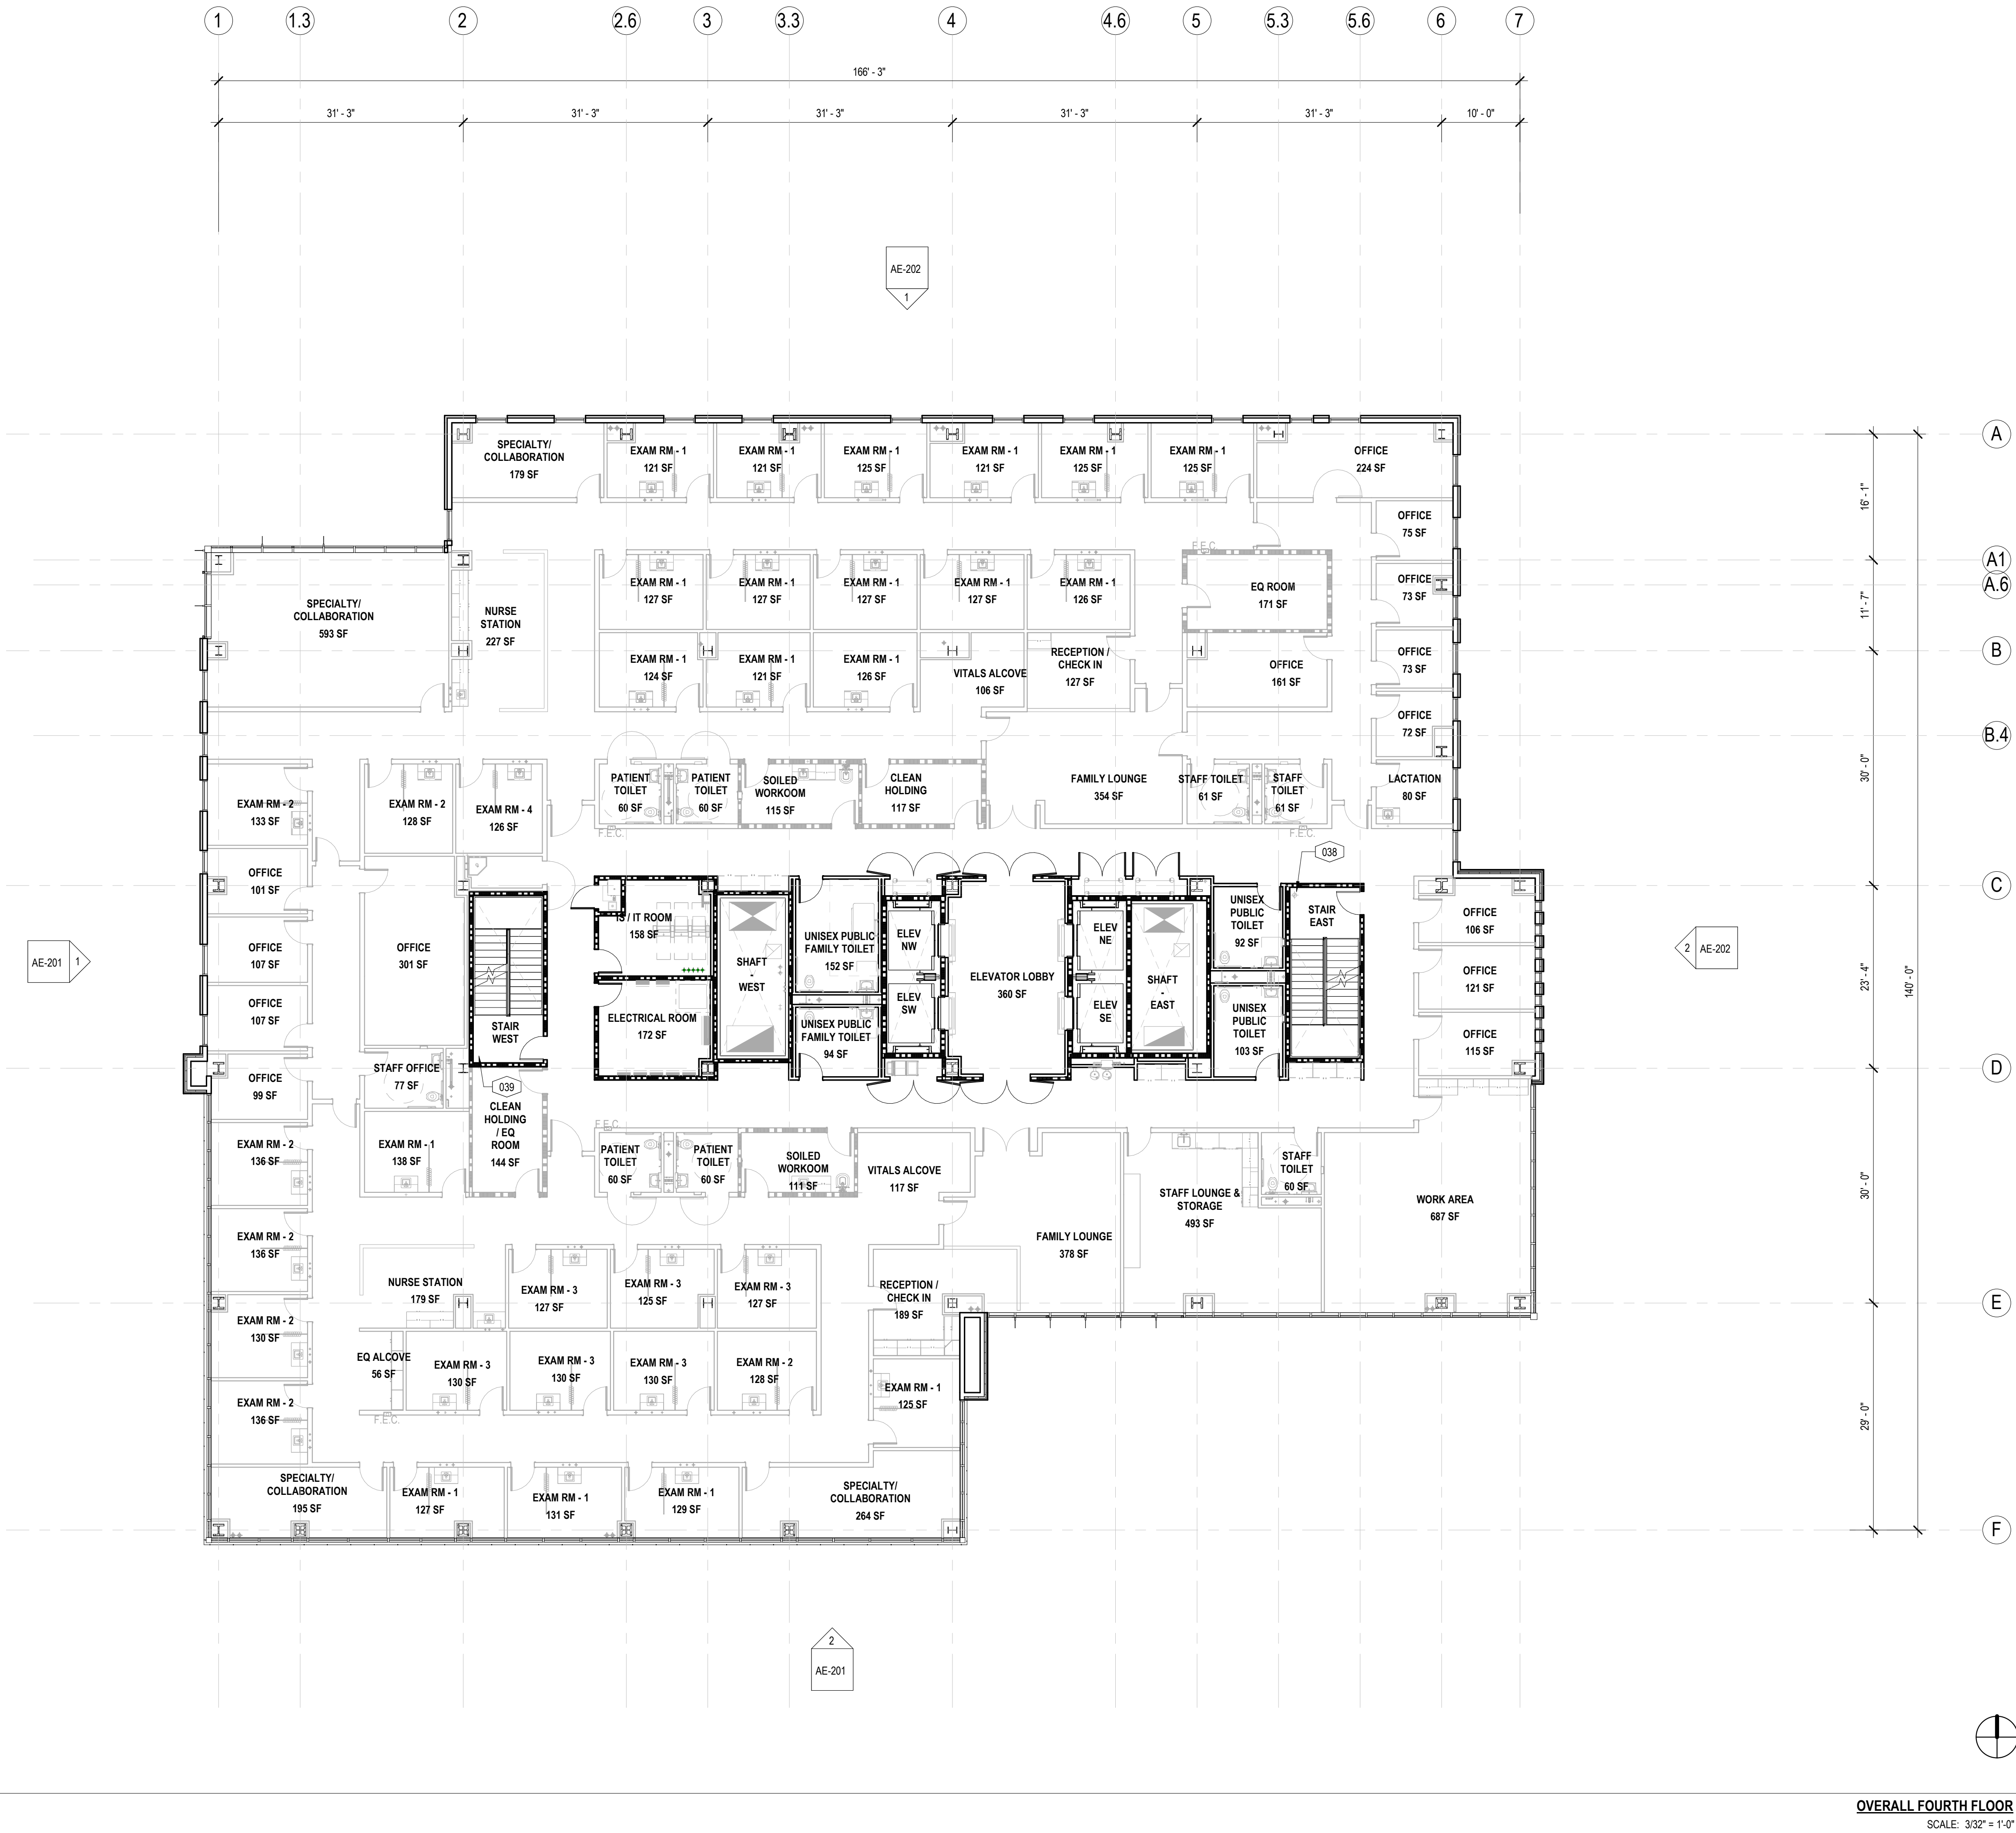 1
1.3
2
2.6
3
3.3
4
4.6
5
5.3
5.6
6
7
166' - 3"
31' - 3"
31' - 3"
31' - 3"
31' - 3"
31' - 3"
10' - 0"
AE-202
1
A
A1
A.6
B
B.4
C
D
E
F
16' - 1"
11' - 7"
30' - 0"
23' - 4"
30' - 0"
29' - 0"
140' - 0"
SPECIALTY/
COLLABORATION
179 SF
EXAM RM - 1
121 SF
EXAM RM - 1
121 SF
EXAM RM - 1
125 SF
EXAM RM - 1
121 SF
EXAM RM - 1
125 SF
EXAM RM - 1
125 SF
OFFICE
224 SF
OFFICE
75 SF
F.E.C.
SPECIALTY/
COLLABORATION
593 SF
NURSE
STATION
227 SF
EXAM RM - 1
127 SF
EXAM RM - 1
127 SF
EXAM RM - 1
127 SF
EXAM RM - 1
127 SF
EXAM RM - 1
126 SF
EQ ROOM
171 SF
OFFICE
73 SF
EXAM RM - 1
124 SF
EXAM RM - 1
121 SF
EXAM RM - 1
126 SF
VITALS ALCOVE
106 SF
RECEPTION /
CHECK IN
127 SF
OFFICE
161 SF
OFFICE
73 SF
OFFICE
72 SF
EXAM RM - 2
133 SF
EXAM RM - 2
128 SF
EXAM RM - 4
126 SF
PATIENT
TOILET
60 SF
PATIENT
TOILET
60 SF
SOILED
WORKOOM
115 SF
CLEAN
HOLDING
117 SF
FAMILY LOUNGE
354 SF
STAFF TOILET
61 SF
STAFF
TOILET
61 SF
LACTATION
80 SF
F.E.C.
F.E.C.
038
OFFICE
101 SF
OFFICE
107 SF
OFFICE
107 SF
OFFICE
99 SF
OFFICE
301 SF
STAIR
WEST
IS / IT ROOM
158 SF
ELECTRICAL ROOM
172 SF
SHAFT
-
WEST
UNISEX PUBLIC
FAMILY TOILET
152 SF
UNISEX PUBLIC
FAMILY TOILET
94 SF
ELEV
NW
ELEV
SW
ELEVATOR LOBBY
360 SF
ELEV
NE
ELEV
SE
SHAFT
-
EAST
UNISEX
PUBLIC
TOILET
92 SF
UNISEX
PUBLIC
TOILET
103 SF
STAIR
EAST
OFFICE
106 SF
OFFICE
121 SF
OFFICE
115 SF
AE-201
1
2
AE-202
STAFF OFFICE
77 SF
039
CLEAN
HOLDING
/ EQ
ROOM
144 SF
F.E.C.
EXAM RM - 2
136 SF
EXAM RM - 1
138 SF
PATIENT
TOILET
60 SF
PATIENT
TOILET
60 SF
SOILED
WORKOOM
111 SF
VITALS ALCOVE
117 SF
FAMILY LOUNGE
378 SF
STAFF LOUNGE &
STORAGE
493 SF
STAFF
TOILET
60 SF
WORK AREA
687 SF
EXAM RM - 2
136 SF
NURSE STATION
179 SF
EXAM RM - 3
127 SF
EXAM RM - 3
125 SF
EXAM RM - 3
127 SF
RECEPTION /
CHECK IN
189 SF
EXAM RM - 2
130 SF
EQ ALCOVE
56 SF
EXAM RM - 3
130 SF
EXAM RM - 3
130 SF
EXAM RM - 3
130 SF
EXAM RM - 2
128 SF
EXAM RM - 1
125 SF
EXAM RM - 2
136 SF
F.E.C.
SPECIALTY/
COLLABORATION
195 SF
EXAM RM - 1
127 SF
EXAM RM - 1
131 SF
EXAM RM - 1
129 SF
SPECIALTY/
COLLABORATION
264 SF
2
AE-201
OVERALL FOURTH FLOOR
SCALE: 3/32" = 1'-0"